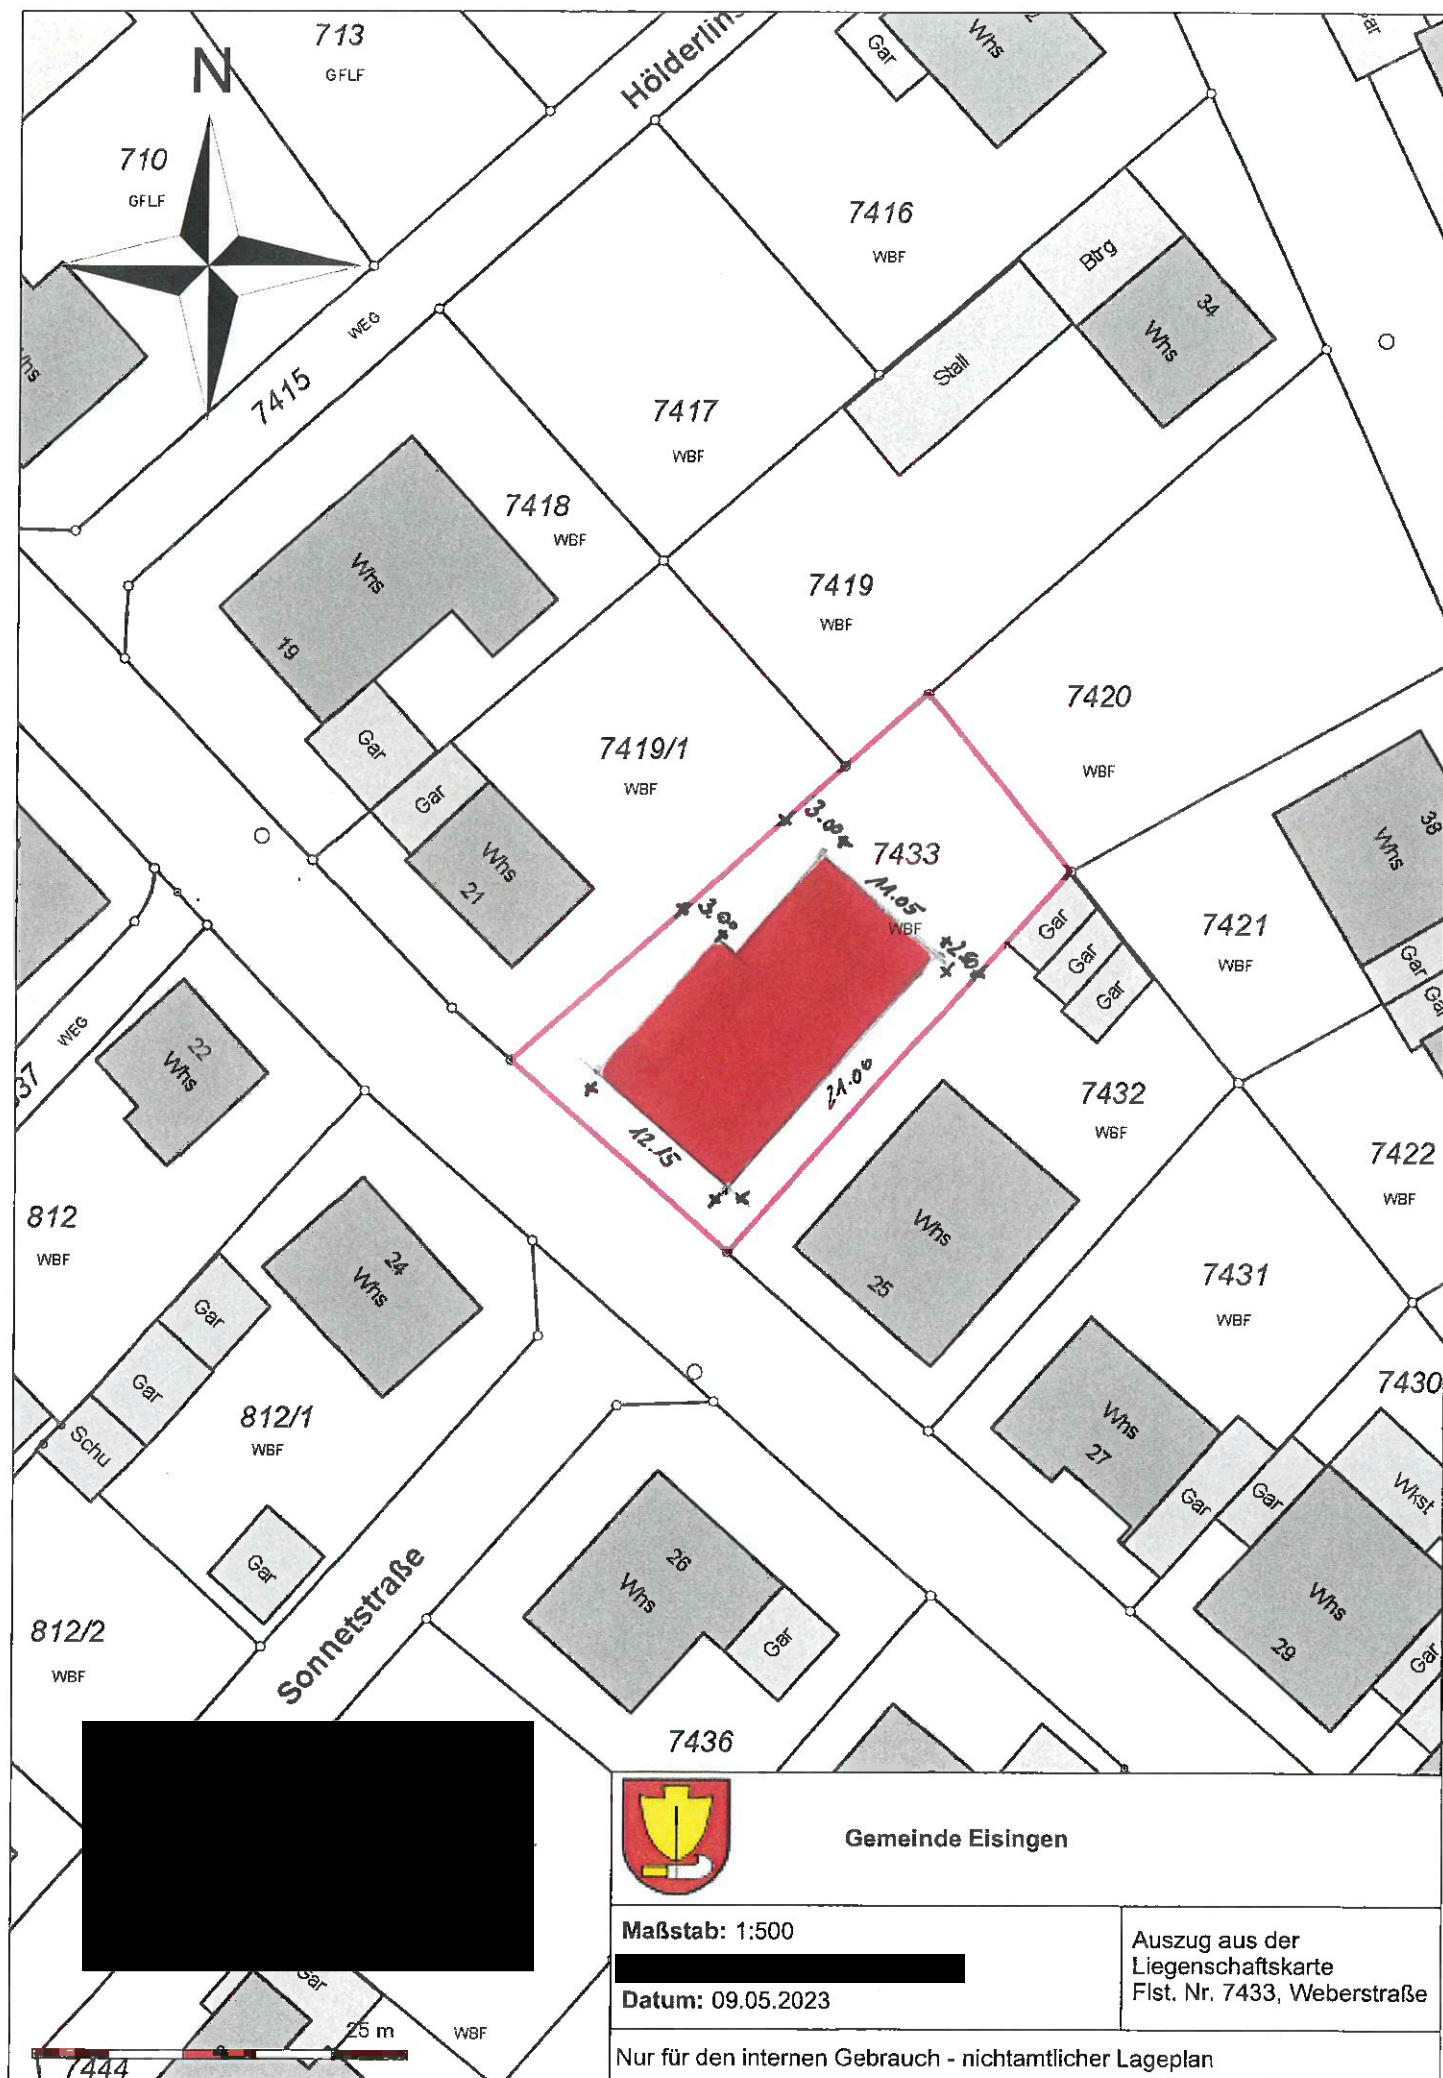 713
GFLF
N
Hölderlins
Gar
Whs
710
GFLF
7416
WBF
Btrg
34
Whs
Stall
WEG
7415
7417
WBF
7418
WBF
Whs
19
7419
WBF
Whs
7420
WBF
7419/1
WBF
Gar
Gar
Whs
21
3.00
7433
11.05
WBF
3.00
2.50
21.00
12.15
Gar
Gar
Gar
38
Whs
7421
WBF
Gar
WEG
22
Whs
7432
WBF
7422
WBF
812
WBF
24
Whs
Whs
25
7431
WBF
Gar
Gar
Schu
812/1
WBF
7430
Whs
27
Gar
Gar
Wkst
Gar
26
Whs
Gar
Whs
29
Gar
Sonnetstraße
812/2
WBF
7436
Gar
25 m
WBF
7444
Gemeinde Eisingen
Maßstab: 1:500
Datum: 09.05.2023
Auszug aus der
Liegenschaftskarte
Flst. Nr. 7433, Weberstraße
Nur für den internen Gebrauch - nichtamtlicher Lageplan